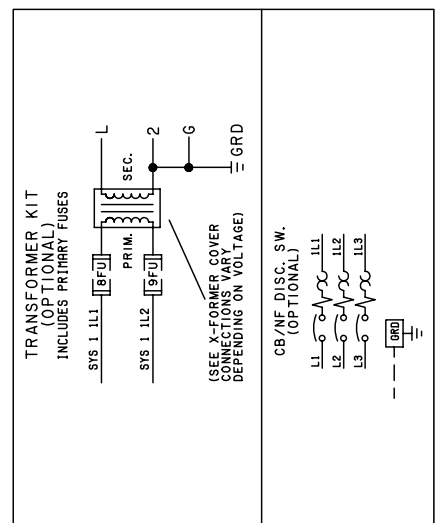 TRANSFORMER KIT
(OPTIONAL)
INCLUDES PRIMARY FUSES
SYS 1 1L1
8FU
L
SYS 1 1L2
9FU
2
PRIM.
SEC.
G
GRD
(SEE X-FORMER COVER
CONNECTIONS VARY
DEPENDING ON VOLTAGE)
CB/NF DISC. SW.
(OPTIONAL)
L1
1L1
L2
1L2
L3
1L3
GRD